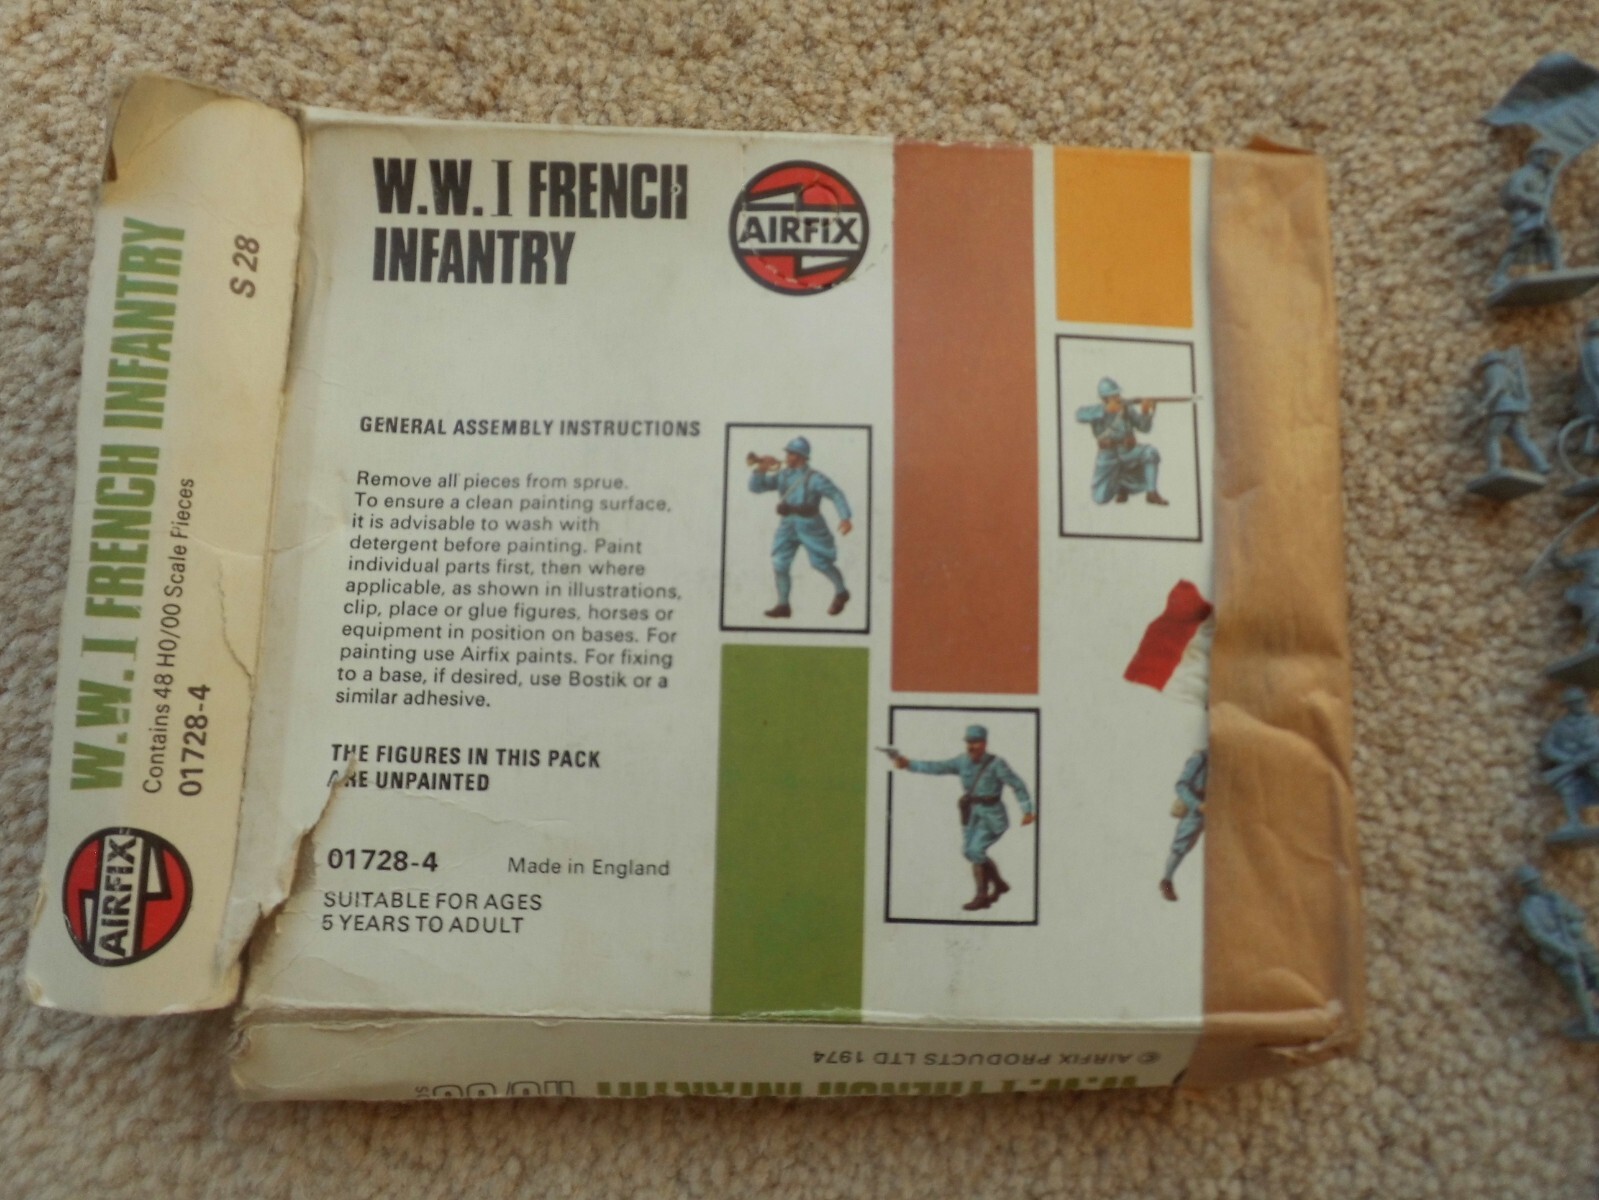 W.W.I FRENCH INFANTRY
S 28
Contains 48 H0/00 Scale Pieces
01728-4
AIRFIX
W.W.I FRENCH
INFANTRY
AIRFIX
GENERAL ASSEMBLY INSTRUCTIONS
Remove all pieces from sprue.
To ensure a clean painting surface,
it is advisable to wash with
detergent before painting. Paint
individual parts first, then where
applicable, as shown in illustrations,
clip, place or glue figures, horses or
equipment in position on bases. For
painting use Airfix paints. For fixing
to a base, if desired, use Bostik or a
similar adhesive.
THE FIGURES IN THIS PACK
ARE UNPAINTED
01728-4 Made in England
SUITABLE FOR AGES
5 YEARS TO ADULT
© AIRFIX PRODUCTS LTD 1974
W.W.I FRENCH INFANTRY H0/00